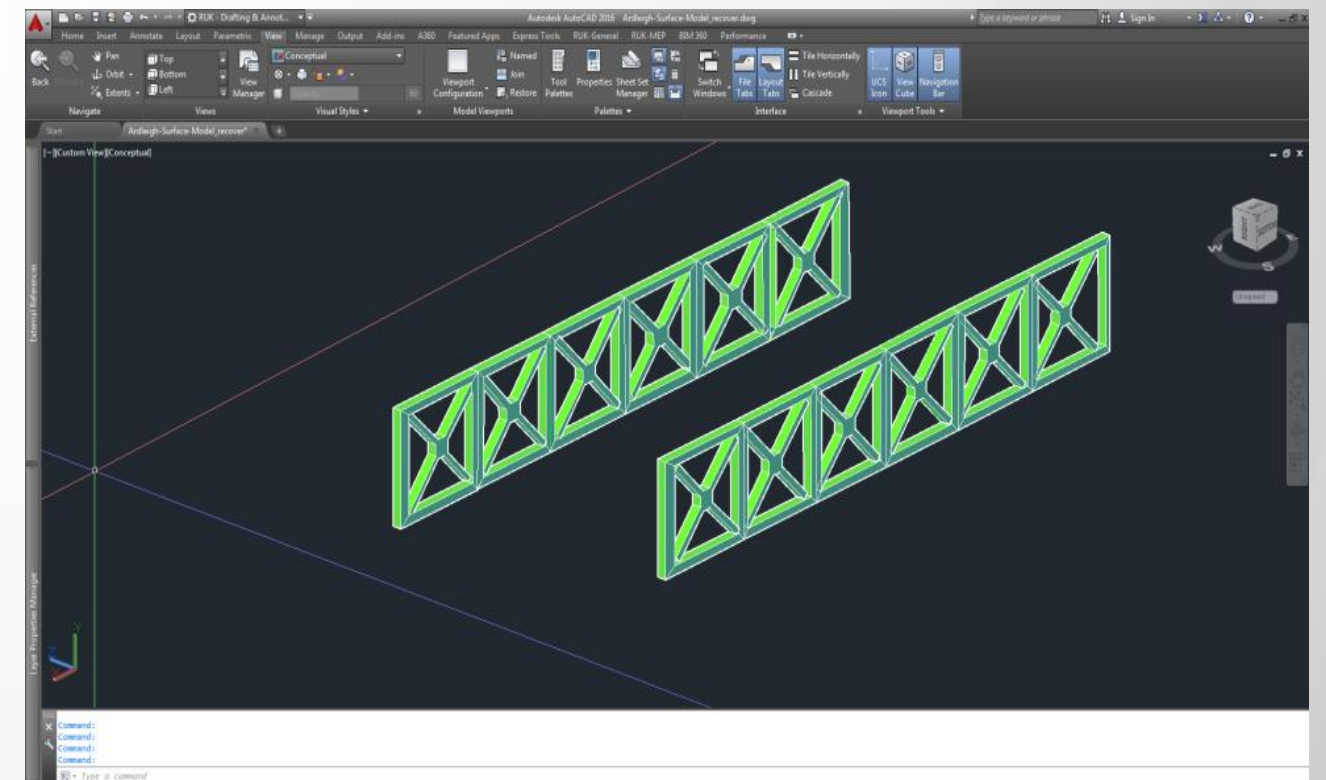 RUK - Drafting & Annot... Autodesk AutoCAD 2016 Ardleigh-Surface-Model_recover.dwg Type a keyword or phrase Sign In
Home Insert Annotate Layout Parametric View Manage Output Add-ins A360 Featured Apps Express Tools RUK-General RUK-MEP BIM 360 Performance
Pan Top Conceptual Named Tile Horizontally
Orbit Bottom Join Tile Vertically
Back Extents Left View Manager Viewport Configuration Restore Tool Palettes Properties Sheet Set Manager Switch Windows File Tabs Layout Tabs Cascade UCS Icon View Cube Navigation Bar
Navigate Views Visual Styles Model Viewports Palettes Interface Viewport Tools
Start Ardleigh-Surface-Model_recover*
[-][Custom View][Conceptual]
RIGHT
W
S
External References
Layer Properties Manager
Y
Z
X
Command:
Command:
Command:
Command:
Type a command